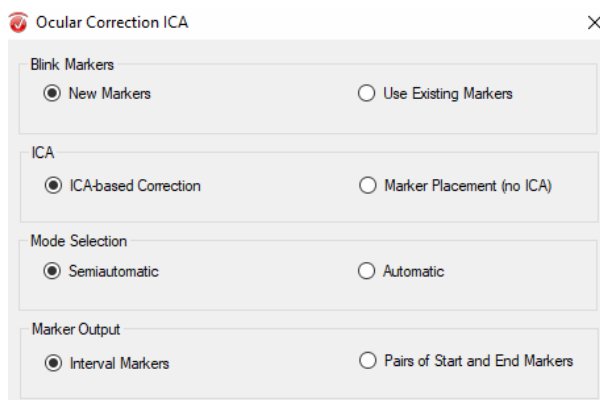 Ocular Correction ICA
Blink Markers
New Markers Use Existing Markers
ICA
ICA-based Correction Marker Placement (no ICA)
Mode Selection
Semiautomatic Automatic
Marker Output
Interval Markers Pairs of Start and End Markers